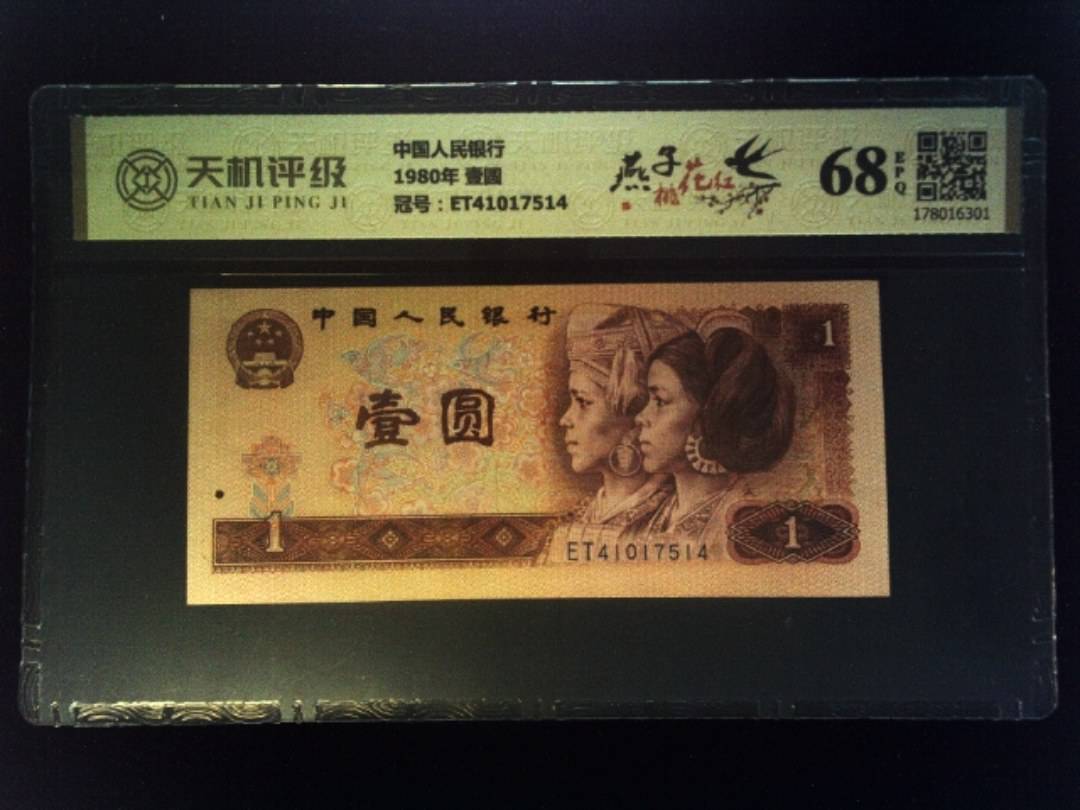 天机评级
TIAN JI PING JI
中国人民银行
1980年 壹圓
冠号：ET41017514
燕子
桃花红
68
EPQ
178016301
中国人民银行
1
壹圆
1
ET41017514
1